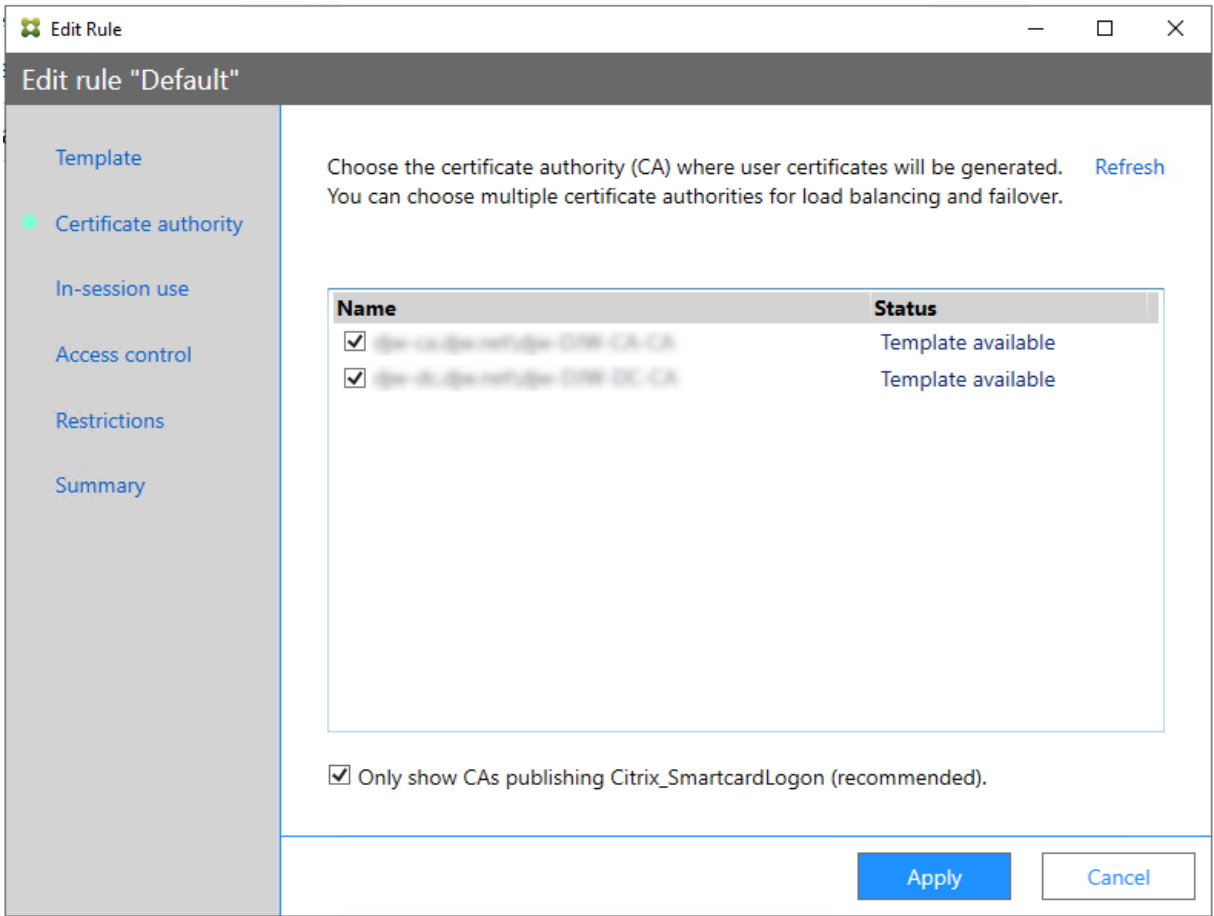 Edit Rule
Edit rule "Default"
Template
Certificate authority
In-session use
Access control
Restrictions
Summary
Choose the certificate authority (CA) where user certificates will be generated.
Refresh
You can choose multiple certificate authorities for load balancing and failover.
Name Status
Template available
Template available
Only show CAs publishing Citrix_SmartcardLogon (recommended).
Apply Cancel